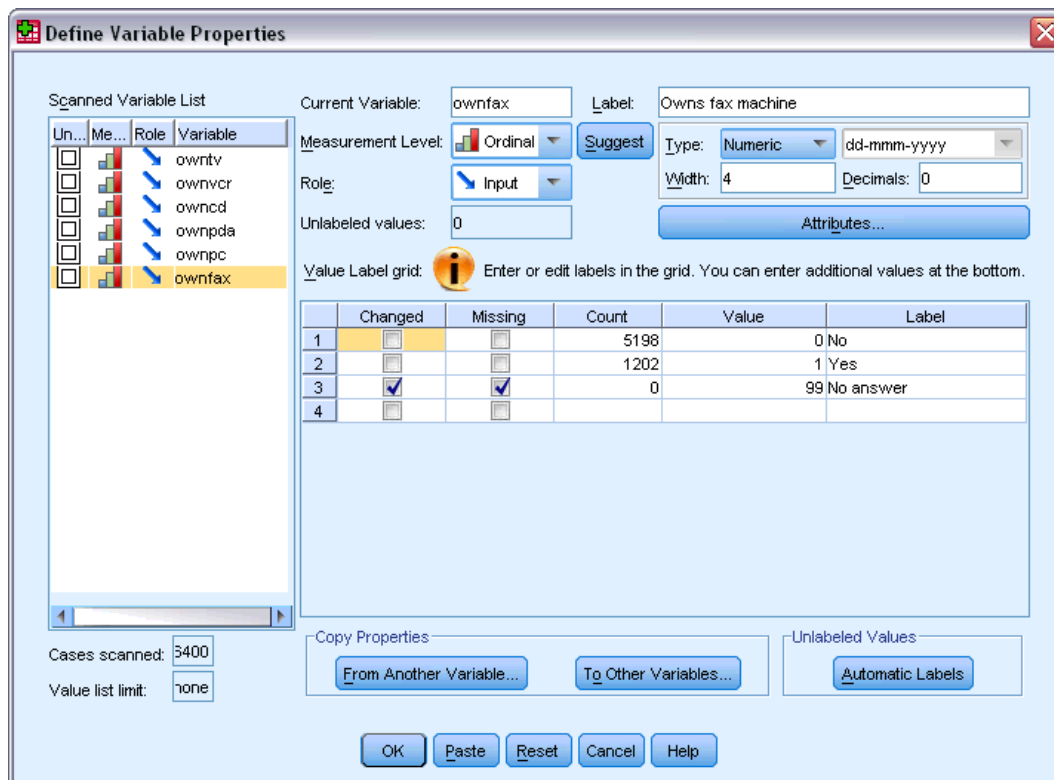 Define Variable Properties
Scanned Variable List
Un... Me... Role Variable
owntv
ownvcr
owncd
ownpda
ownpc
ownfax
Cases scanned: 6400
Value list limit: none
Current Variable: ownfax Label: Owns fax machine
Measurement Level: Ordinal Suggest Type: Numeric dd-mmm-yyyy
Role: Input Width: 4 Decimals: 0
Unlabeled values: 0 Attributes...
Value Label grid: i Enter or edit labels in the grid. You can enter additional values at the bottom.
Changed Missing Count Value Label
1 5198 0 No
2 1202 1 Yes
3 0 99 No answer
4
Copy Properties
From Another Variable... To Other Variables...
Unlabeled Values
Automatic Labels
OK Paste Reset Cancel Help